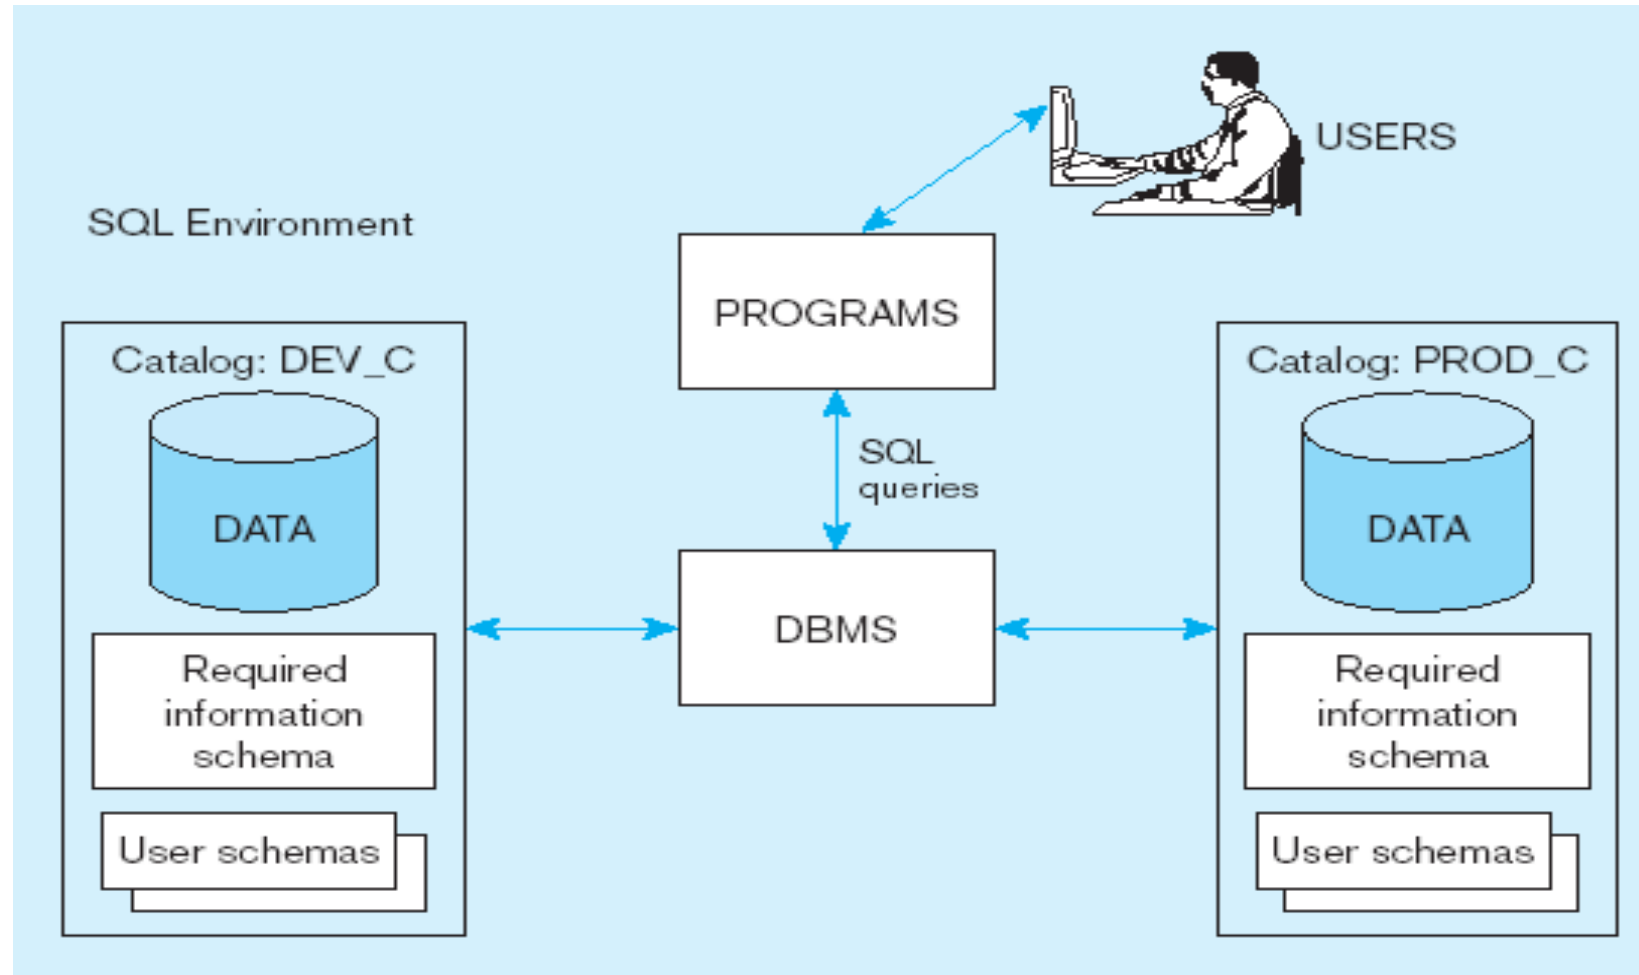 USERS
SQL Environment
PROGRAMS
Catalog: DEV_C
DATA
Required
information
schema
User schemas
SQL
queries
DBMS
Catalog: PROD_C
DATA
Required
information
schema
User schemas